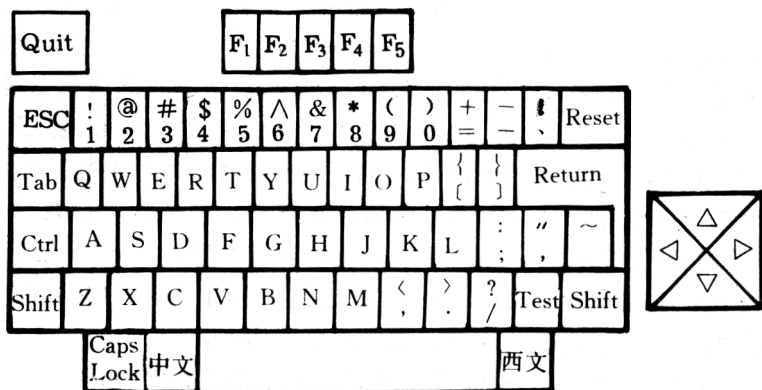 Quit F1 F2 F3 F4 F5
! @ # $ % ∧ & * ( ) + —
ESC 1 2 3 4 5 6 7 8 9 0 = — 、 Reset
{ }
Tab Q W E R T Y U I O P [ ] Return
: " ~
Ctrl A S D F G H J K L ; ,
< > ?
Shift Z X C V B N M , . / Test Shift
Caps
Lock 中文 西文